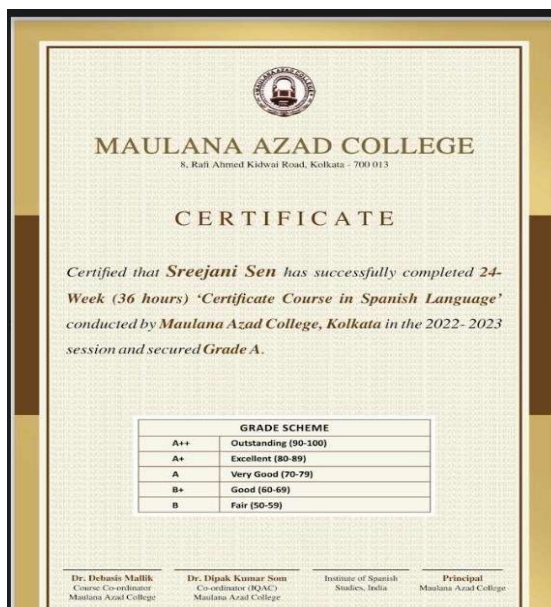 MAULANA AZAD COLLEGE
MAULANA AZAD COLLEGE
8, Rafi Ahmed Kidwai Road, Kolkata - 700 013
CERTIFICATE
Certified that Sreejani Sen has successfully completed 24-
Week (36 hours) ‘Certificate Course in Spanish Language’
conducted by Maulana Azad College, Kolkata in the 2022- 2023
session and secured Grade A.
GRADE SCHEME
A++ Outstanding (90-100)
A+ Excellent (80-89)
A Very Good (70-79)
B+ Good (60-69)
B Fair (50-59)
Dr. Debasis Mallik
Course Co-ordinator
Maulana Azad College
Dr. Dipak Kumar Som
Co-ordinator (IQAC)
Maulana Azad College
Institute of Spanish
Studies, India
Principal
Maulana Azad College